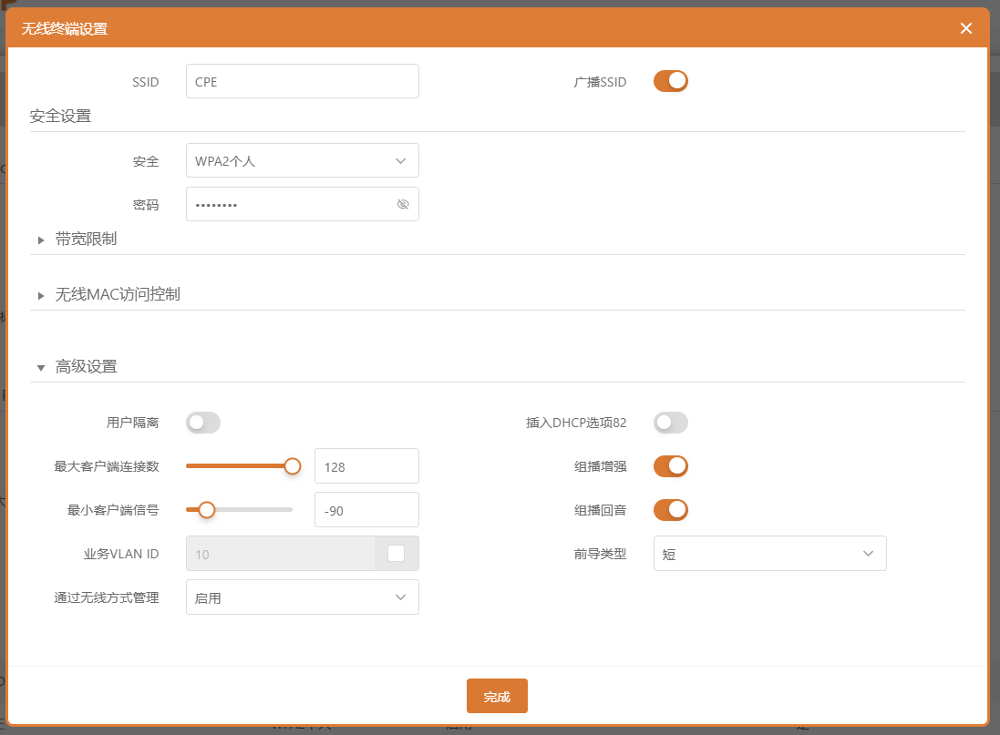 无线终端设置
SSID CPE 广播SSID
安全设置
安全 WPA2个人
密码 ••••••••
带宽限制
无线MAC访问控制
高级设置
用户隔离 插入DHCP选项82
最大客户端连接数 128 组播增强
最小客户端信号 -90 组播回音
业务VLAN ID 10 前导类型 短
通过无线方式管理 启用
完成